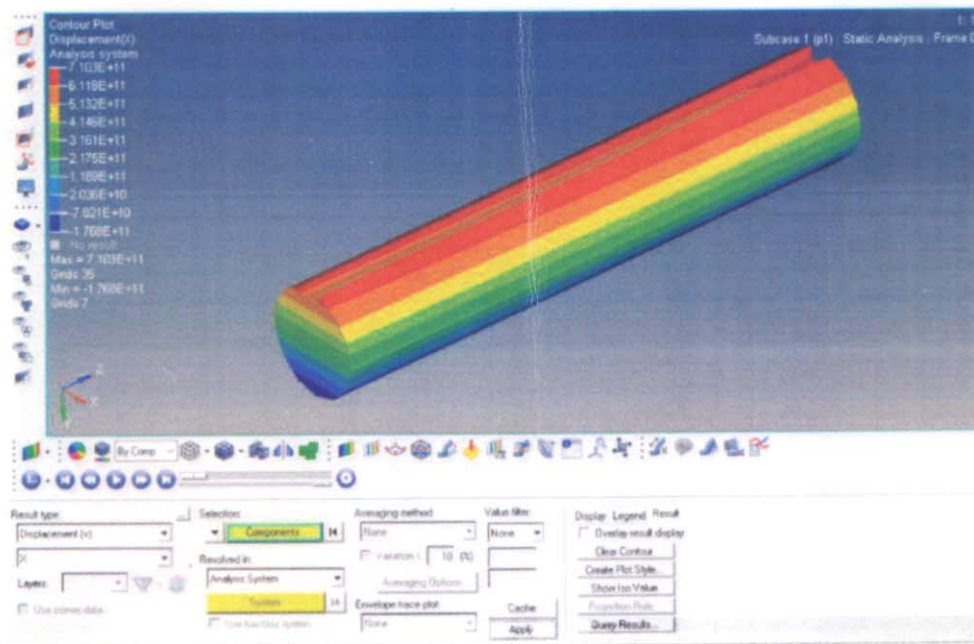 Contour Plot
Displacement(X)
Analysis system
7.103E+11
6.118E+11
5.132E+11
4.146E+11
3.161E+11
2.175E+11
1.189E+11
2.036E+10
-7.821E+10
-1.768E+11
No result
Max = 7.103E+11
Grids 35
Min = -1.768E+11
Grids 7
1:
Subcase 1 (p1) : Static Analysis : Frame 0
Z
X
Y
By Comp
Result type:
Displacement (v)
X
Layers:
Use corner data
Selection:
Components
Resolved in:
Analysis System
System
Use tracking system
Averaging method:
None
Variation < 10 (%)
Averaging Options
Envelope trace plot:
None
Value filter:
None
Cache
Apply
Display Legend Result
Overlay result display
Clear Contour
Create Plot Style...
Show Iso Value
Projection Rule...
Query Results...